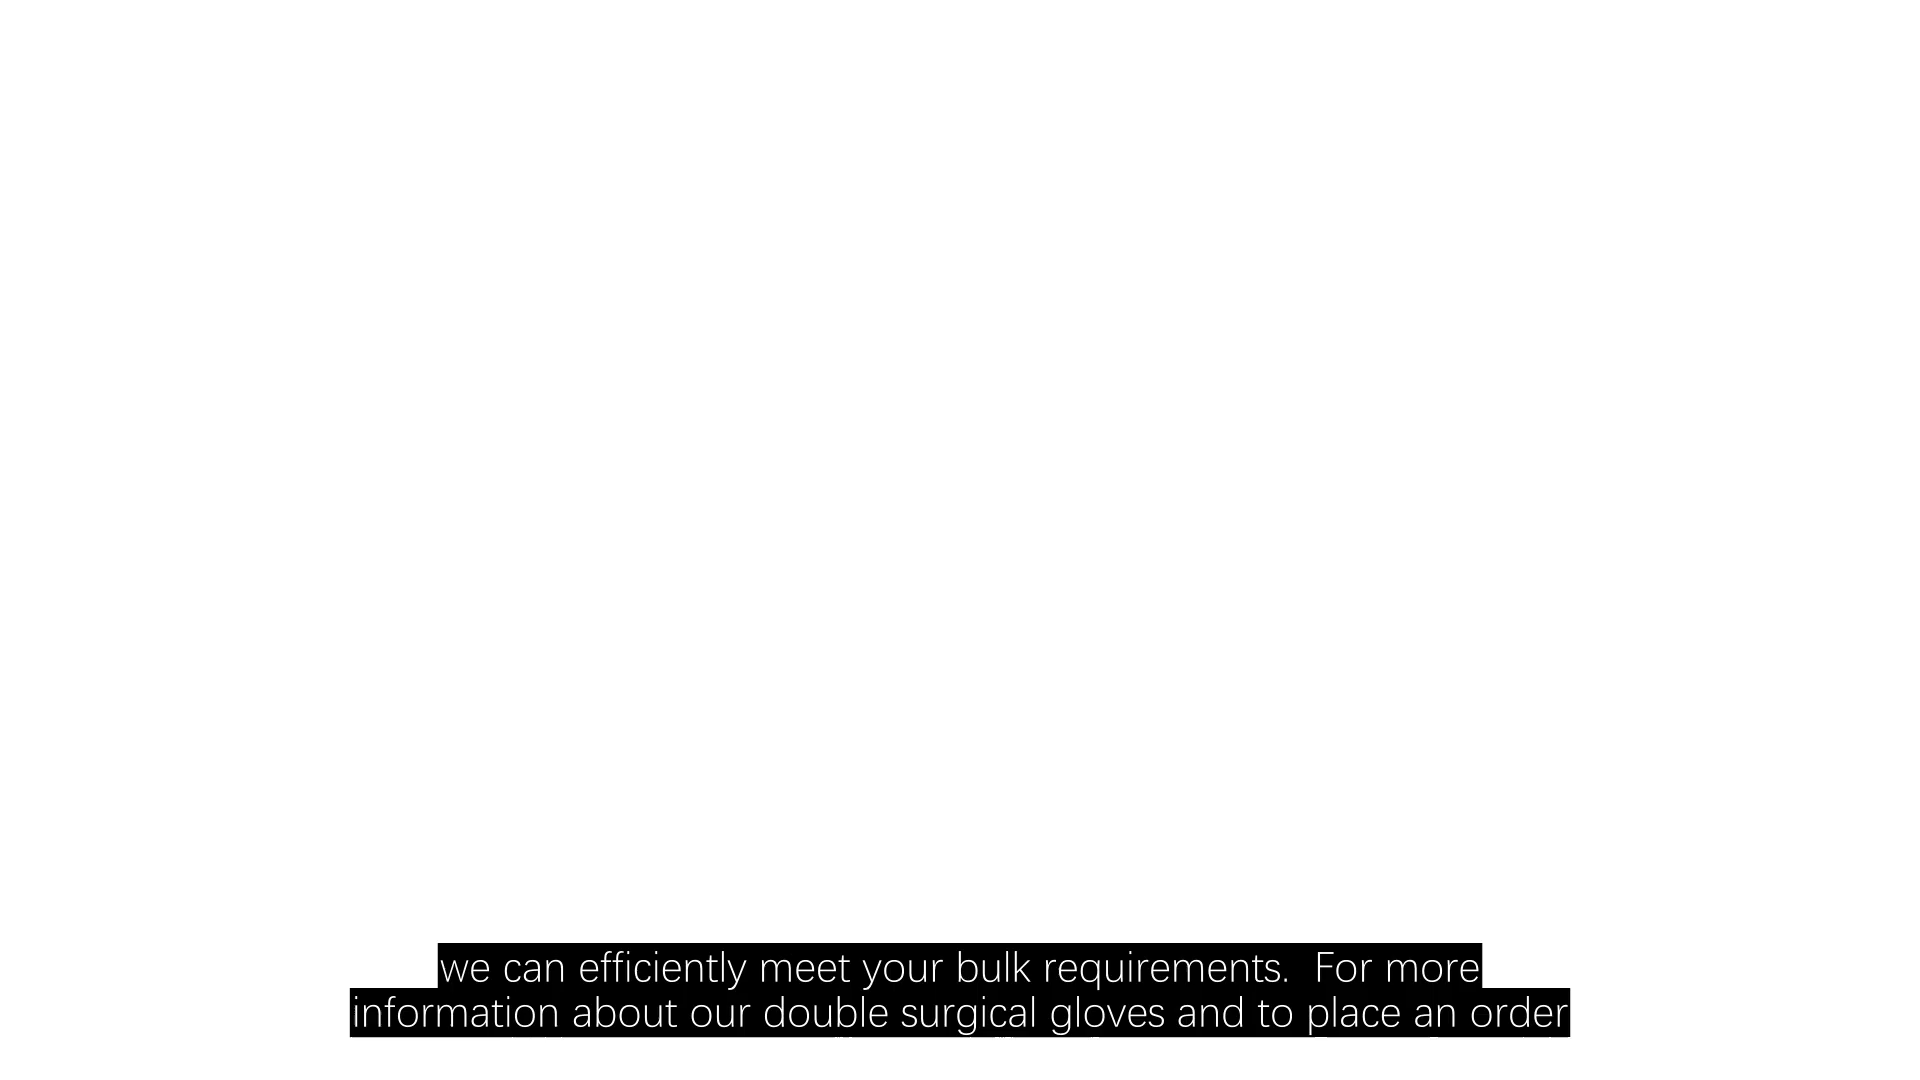 we can efficiently meet your bulk requirements.  For more
information about our double surgical gloves and to place an order